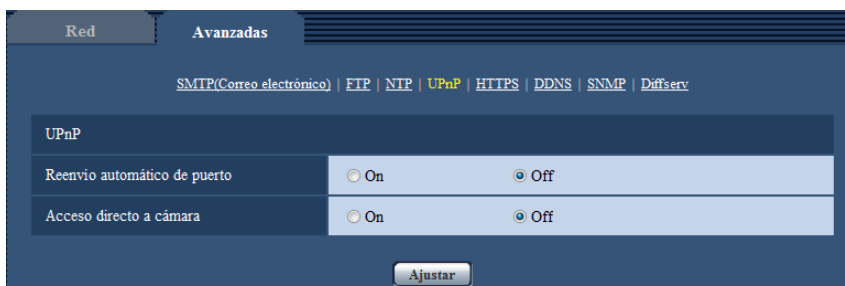 Red Avanzadas
SMTP(Correo electrónico) | FTP | NTP | UPnP | HTTPS | DDNS | SNMP | Diffserv
UPnP
Reenvio automático de puerto On Off
Acceso directo a cámara On Off
Ajustar